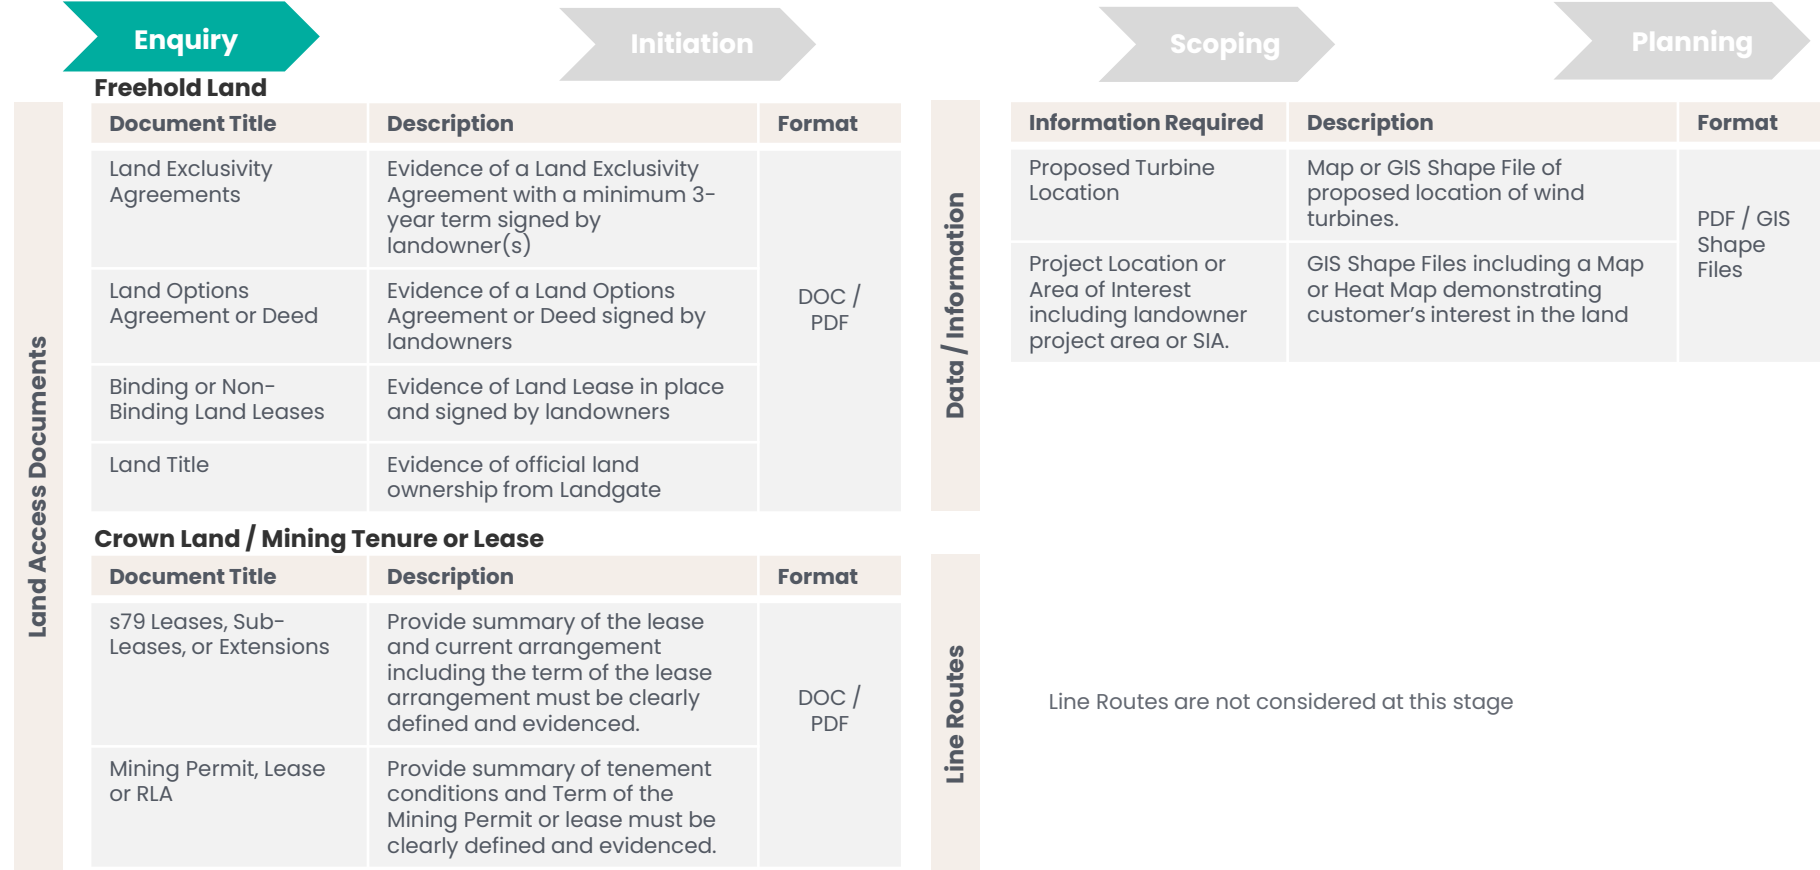 Enquiry
Initiation
Scoping
Planning
Land Access Documents
Freehold Land
Document Title
Description
Format
Land Exclusivity
Agreements
Evidence of a Land Exclusivity
Agreement with a minimum 3-
year term signed by
landowner(s)
DOC /
PDF
Land Options
Agreement or Deed
Evidence of a Land Options
Agreement or Deed signed by
landowners
Binding or Non-
Binding Land Leases
Evidence of Land Lease in place
and signed by landowners
Land Title
Evidence of official land
ownership from Landgate
Crown Land / Mining Tenure or Lease
Document Title
Description
Format
s79 Leases, Sub-
Leases, or Extensions
Provide summary of the lease
and current arrangement
including the term of the lease
arrangement must be clearly
defined and evidenced.
DOC /
PDF
Mining Permit, Lease
or RLA
Provide summary of tenement
conditions and Term of the
Mining Permit or lease must be
clearly defined and evidenced.
Data / Information
Information Required
Description
Format
Proposed Turbine
Location
Map or GIS Shape File of
proposed location of wind
turbines.
PDF / GIS
Shape
Files
Project Location or
Area of Interest
including landowner
project area or SIA.
GIS Shape Files including a Map
or Heat Map demonstrating
customer's interest in the land
Line Routes
Line Routes are not considered at this stage